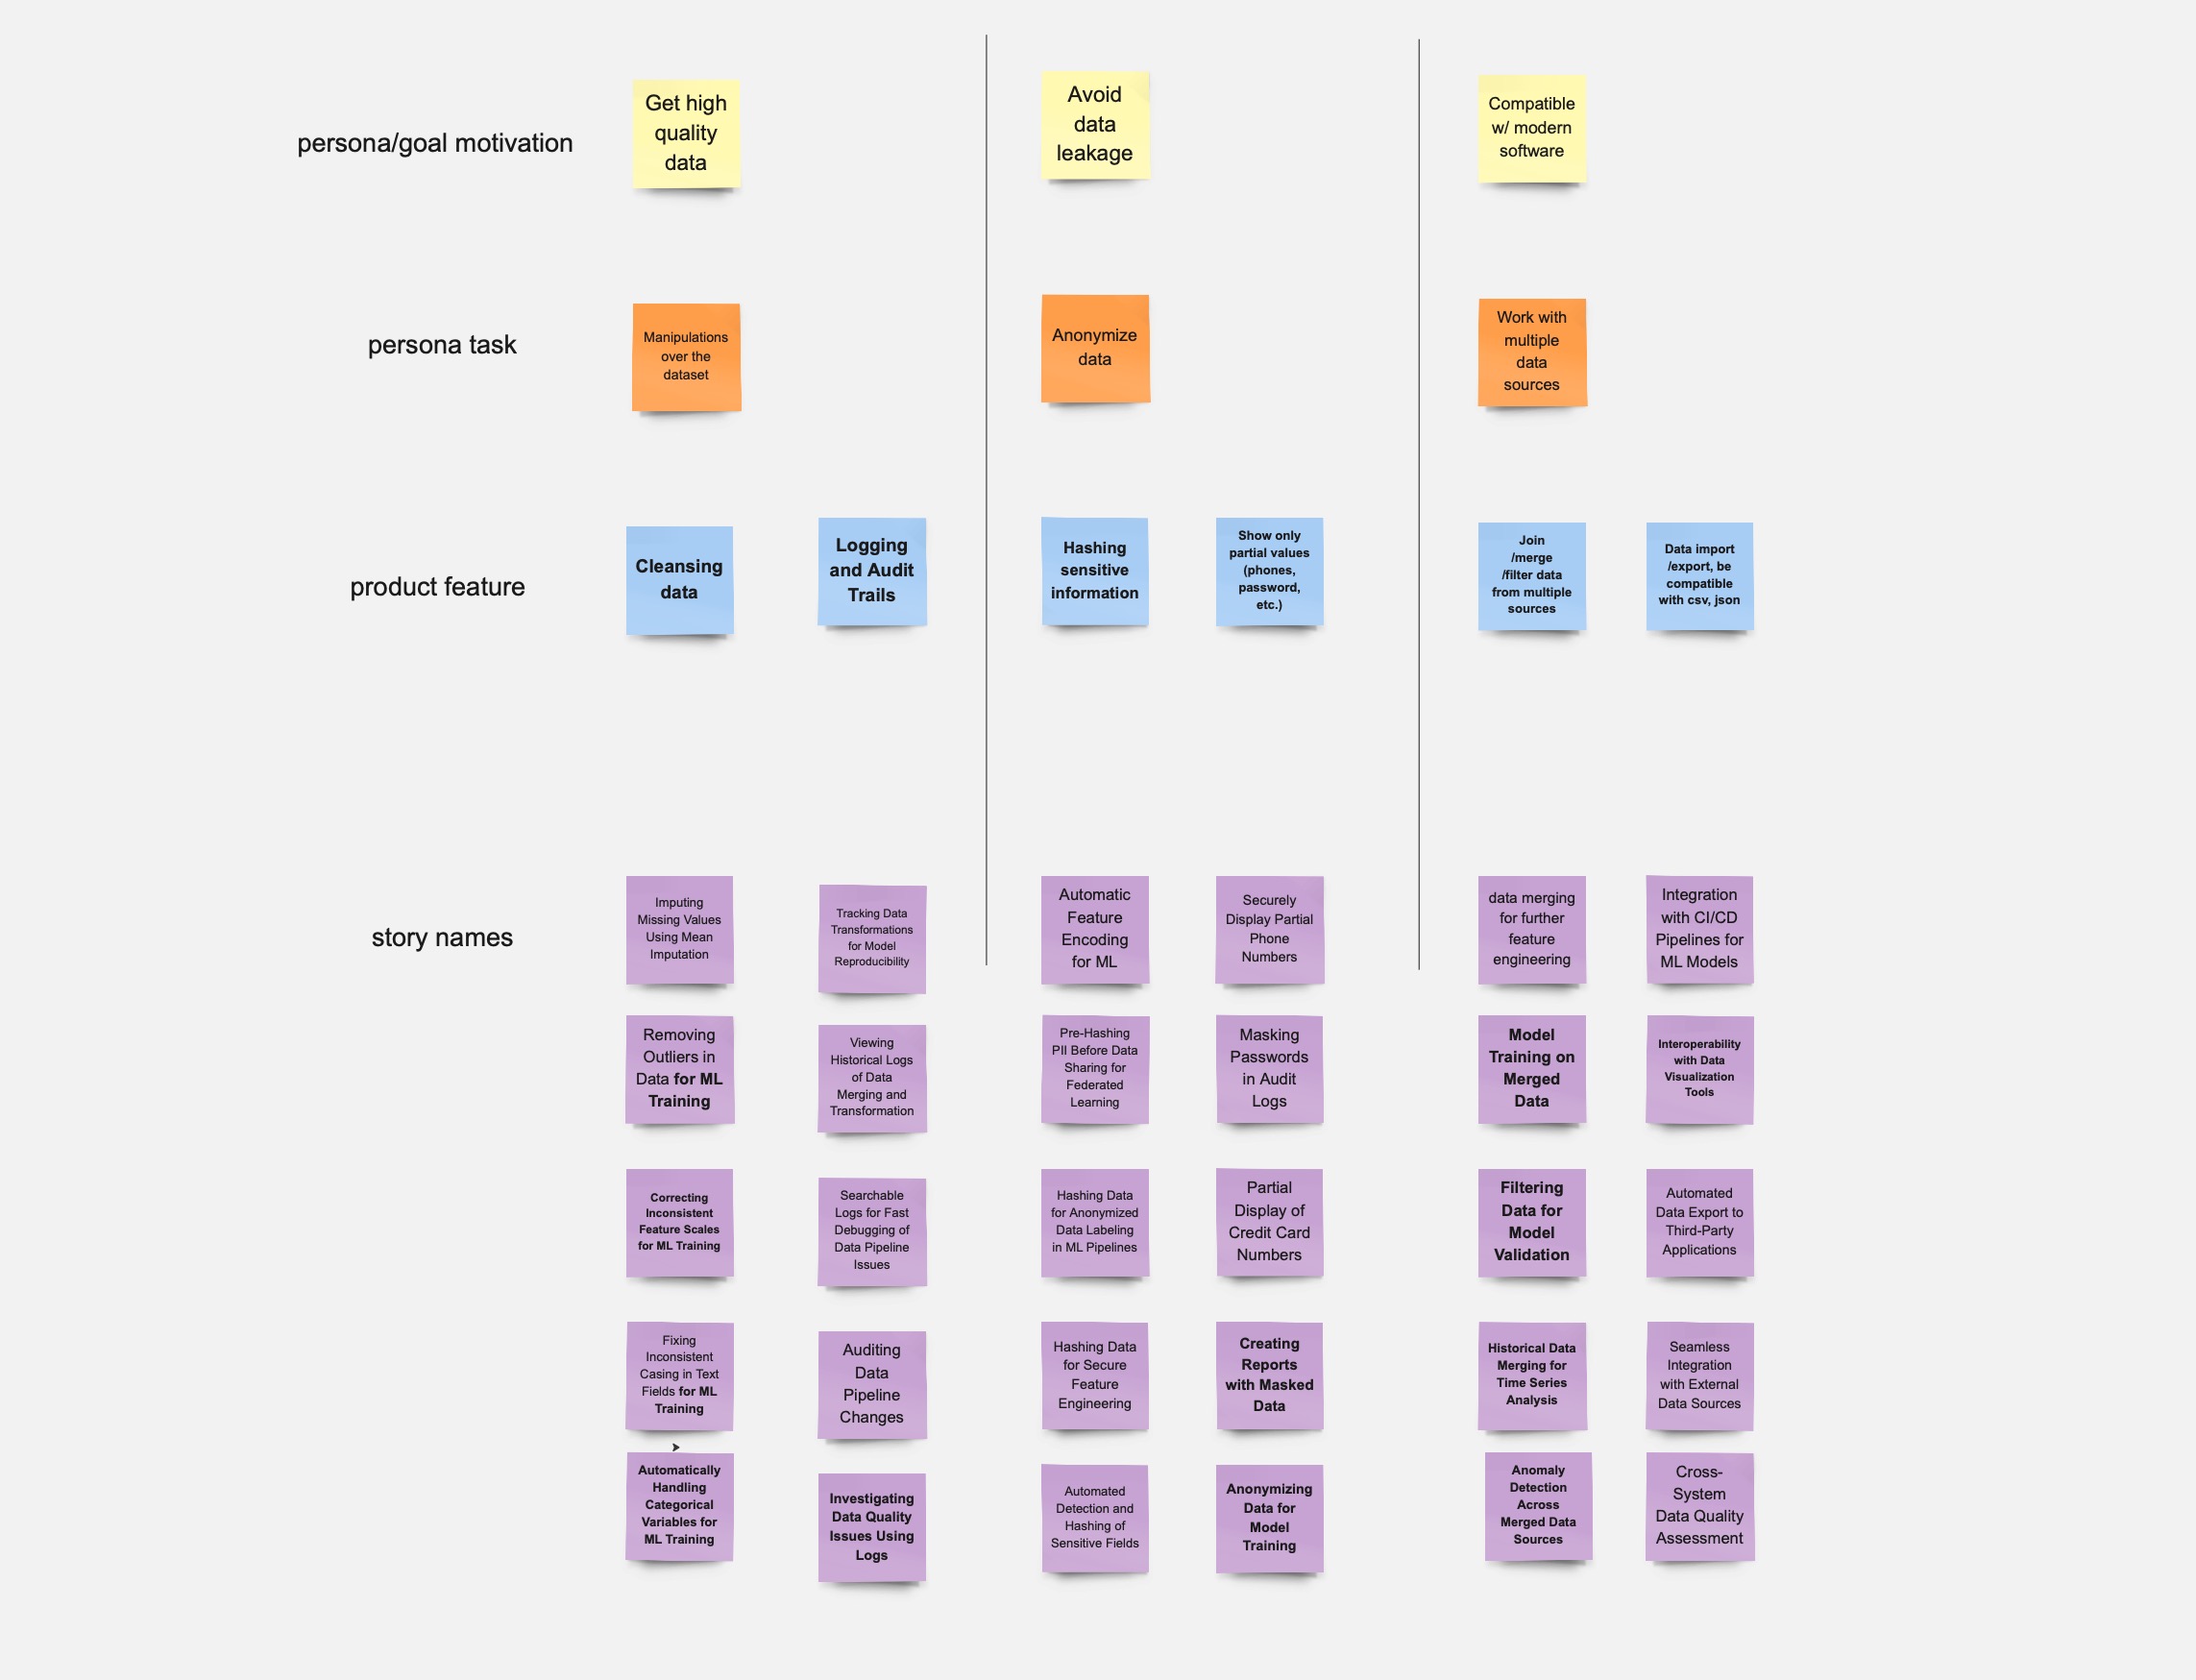 persona/goal motivation
Get high
quality
data
Avoid
data
leakage
Compatible
w/ modern
software
persona task
Manipulations
over the
dataset
Anonymize
data
Work with
multiple
data
sources
product feature
Cleansing
data
Logging
and Audit
Trails
Hashing
sensitive
information
Show only
partial values
(phones,
password,
etc.)
Join
/merge
/filter data
from multiple
sources
Data import
/export, be
compatible
with csv, json
story names
Imputing
Missing Values
Using Mean
Imputation
Tracking Data
Transformations
for Model
Reproducibility
Automatic
Feature
Encoding
for ML
Securely
Display Partial
Phone
Numbers
data merging
for further
feature
engineering
Integration
with CI/CD
Pipelines for
ML Models
Removing
Outliers in
Data for ML
Training
Viewing
Historical Logs
of Data
Merging and
Transformation
Pre-Hashing
PII Before Data
Sharing for
Federated
Learning
Masking
Passwords
in Audit
Logs
Model
Training on
Merged
Data
Interoperability
with Data
Visualization
Tools
Correcting
Inconsistent
Feature Scales
for ML Training
Searchable
Logs for Fast
Debugging of
Data Pipeline
Issues
Hashing Data
for Anonymized
Data Labeling
in ML Pipelines
Partial
Display of
Credit Card
Numbers
Filtering
Data for
Model
Validation
Automated
Data Export to
Third-Party
Applications
Fixing
Inconsistent
Casing in Text
Fields for ML
Training
Auditing
Data
Pipeline
Changes
Hashing Data
for Secure
Feature
Engineering
Creating
Reports
with Masked
Data
Historical Data
Merging for
Time Series
Analysis
Seamless
Integration
with External
Data Sources
Automatically
Handling
Categorical
Variables for
ML Training
Investigating
Data Quality
Issues Using
Logs
Automated
Detection and
Hashing of
Sensitive Fields
Anonymizing
Data for
Model
Training
Anomaly
Detection
Across
Merged Data
Sources
Cross-
System
Data Quality
Assessment